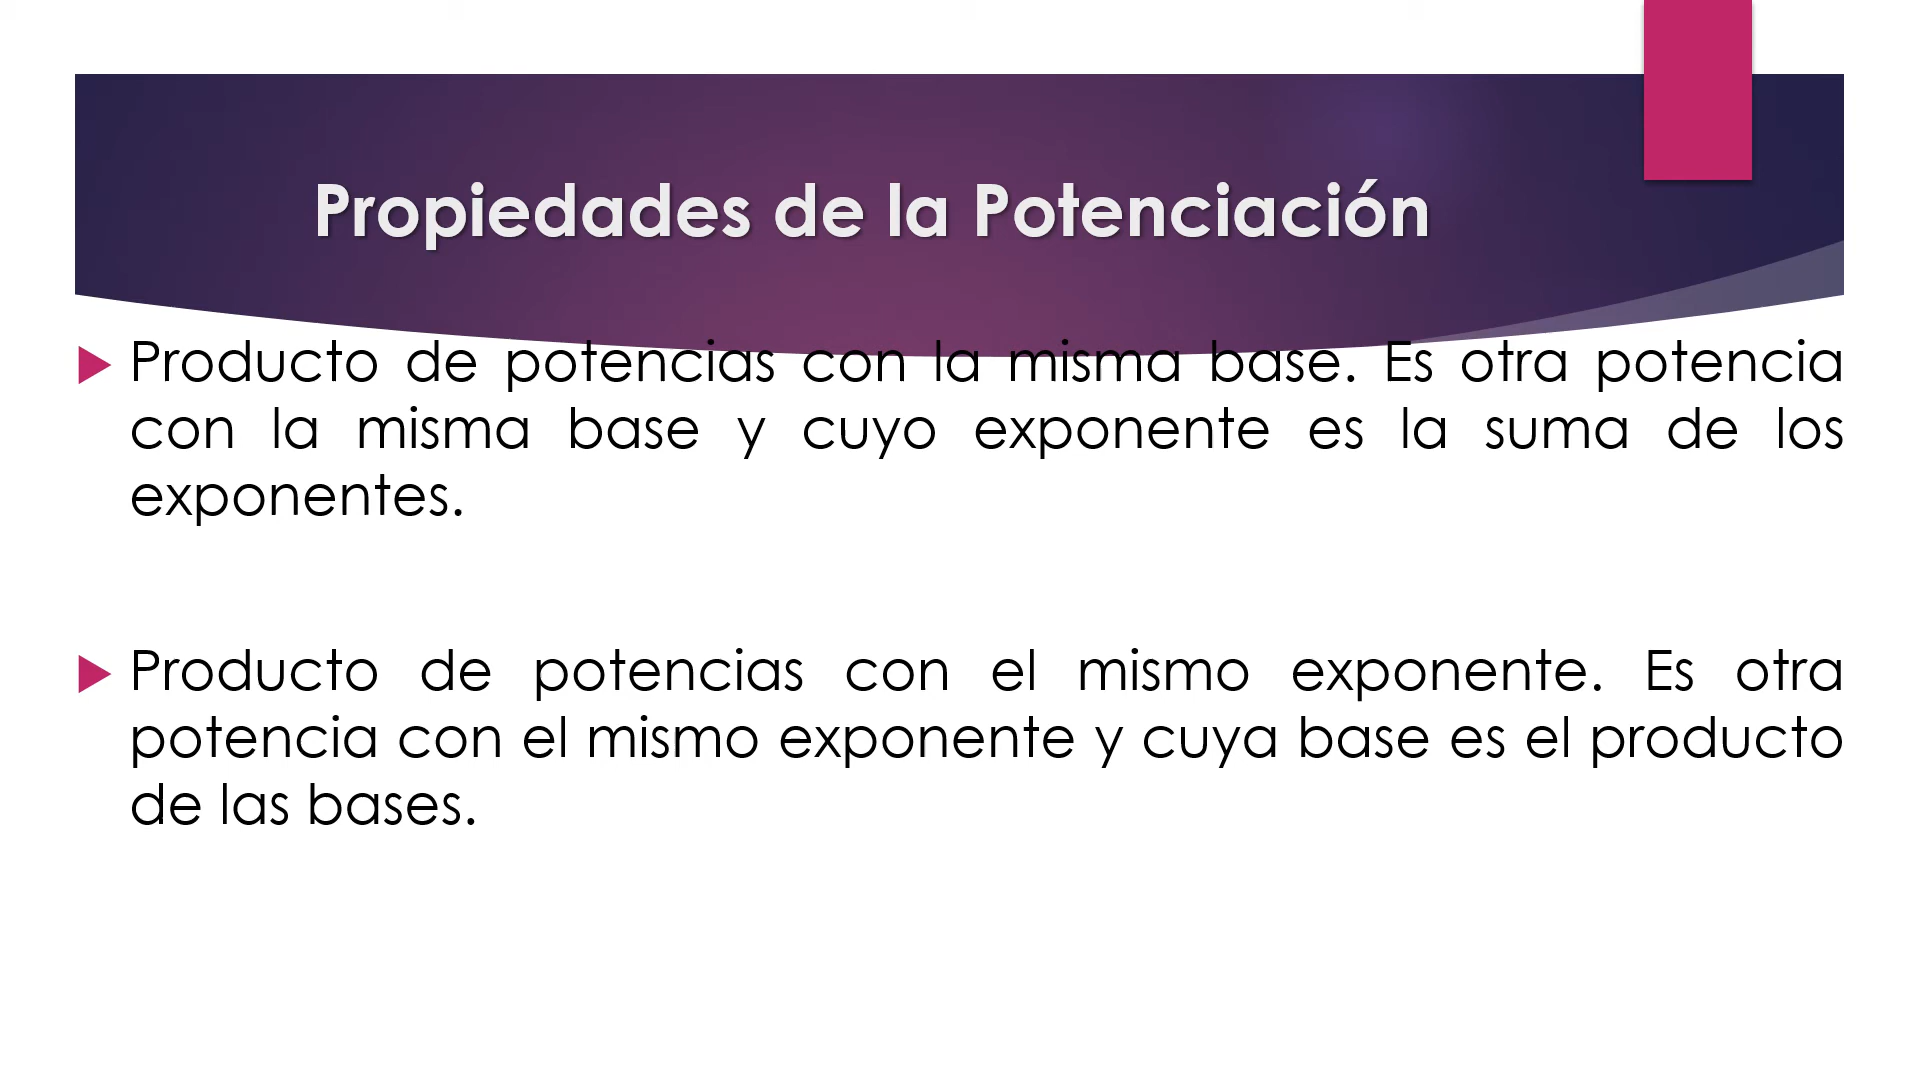 Propiedades de la Potenciación
Producto de potencias con la misma base. Es otra potencia
con la misma base y cuyo exponente es la suma de los
exponentes.
Producto de potencias con el mismo exponente. Es otra
potencia con el mismo exponente y cuya base es el producto
de las bases.